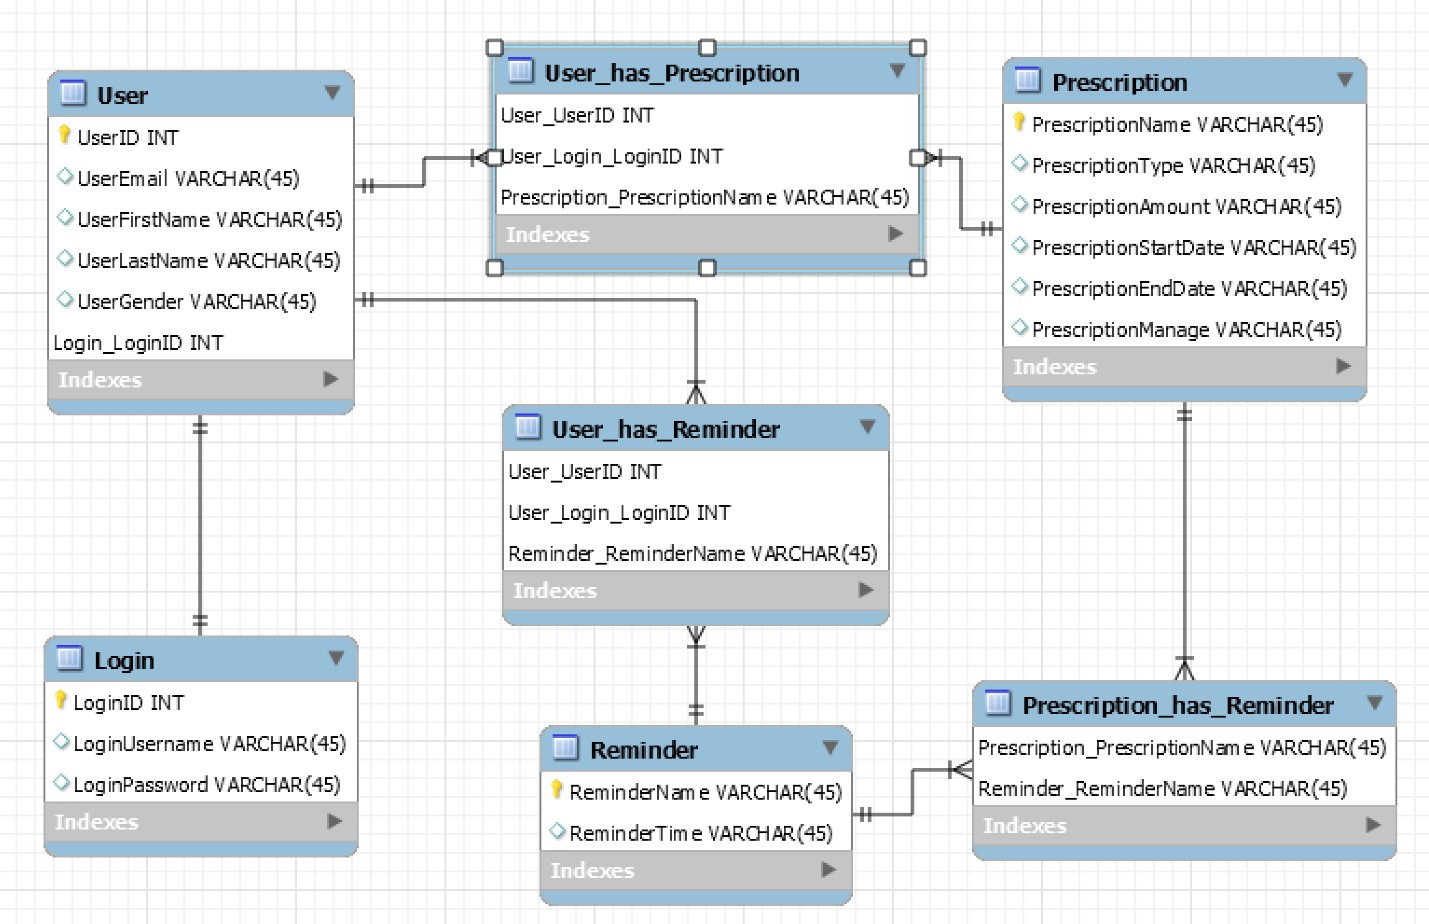 User
UserID INT
UserEmail VARCHAR(45)
UserFirstName VARCHAR(45)
UserLastName VARCHAR(45)
UserGender VARCHAR(45)
Login_LoginID INT
Indexes
User_has_Prescription
User_UserID INT
User_Login_LoginID INT
Prescription_PrescriptionName VARCHAR(45)
Indexes
Prescription
PrescriptionName VARCHAR(45)
PrescriptionType VARCHAR(45)
PrescriptionAmount VARCHAR(45)
PrescriptionStartDate VARCHAR(45)
PrescriptionEndDate VARCHAR(45)
PrescriptionManage VARCHAR(45)
Indexes
User_has_Reminder
User_UserID INT
User_Login_LoginID INT
Reminder_ReminderName VARCHAR(45)
Indexes
Login
LoginID INT
LoginUsername VARCHAR(45)
LoginPassword VARCHAR(45)
Indexes
Reminder
ReminderName VARCHAR(45)
ReminderTime VARCHAR(45)
Indexes
Prescription_has_Reminder
Prescription_PrescriptionName VARCHAR(45)
Reminder_ReminderName VARCHAR(45)
Indexes